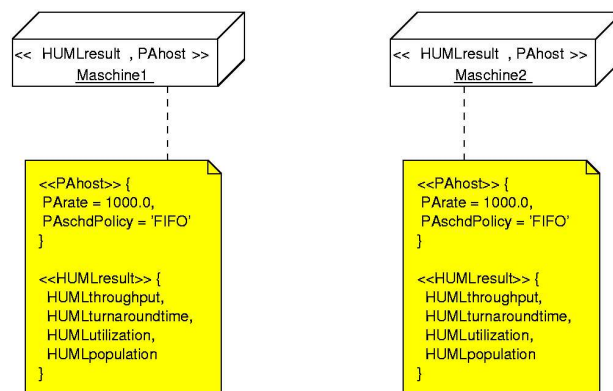 << HUMLresult , PAhost >>
Maschine1
<<PAhost>> {
PArate = 1000.0,
PAschdPolicy = 'FIFO'
}
<<HUMLresult>> {
HUMLthroughput,
HUMLturnaroundtime,
HUMLutilization,
HUMLpopulation
}
<< HUMLresult , PAhost >>
Maschine2
<<PAhost>> {
PArate = 1000.0,
PAschdPolicy = 'FIFO'
}
<<HUMLresult>> {
HUMLthroughput,
HUMLturnaroundtime,
HUMLutilization,
HUMLpopulation
}